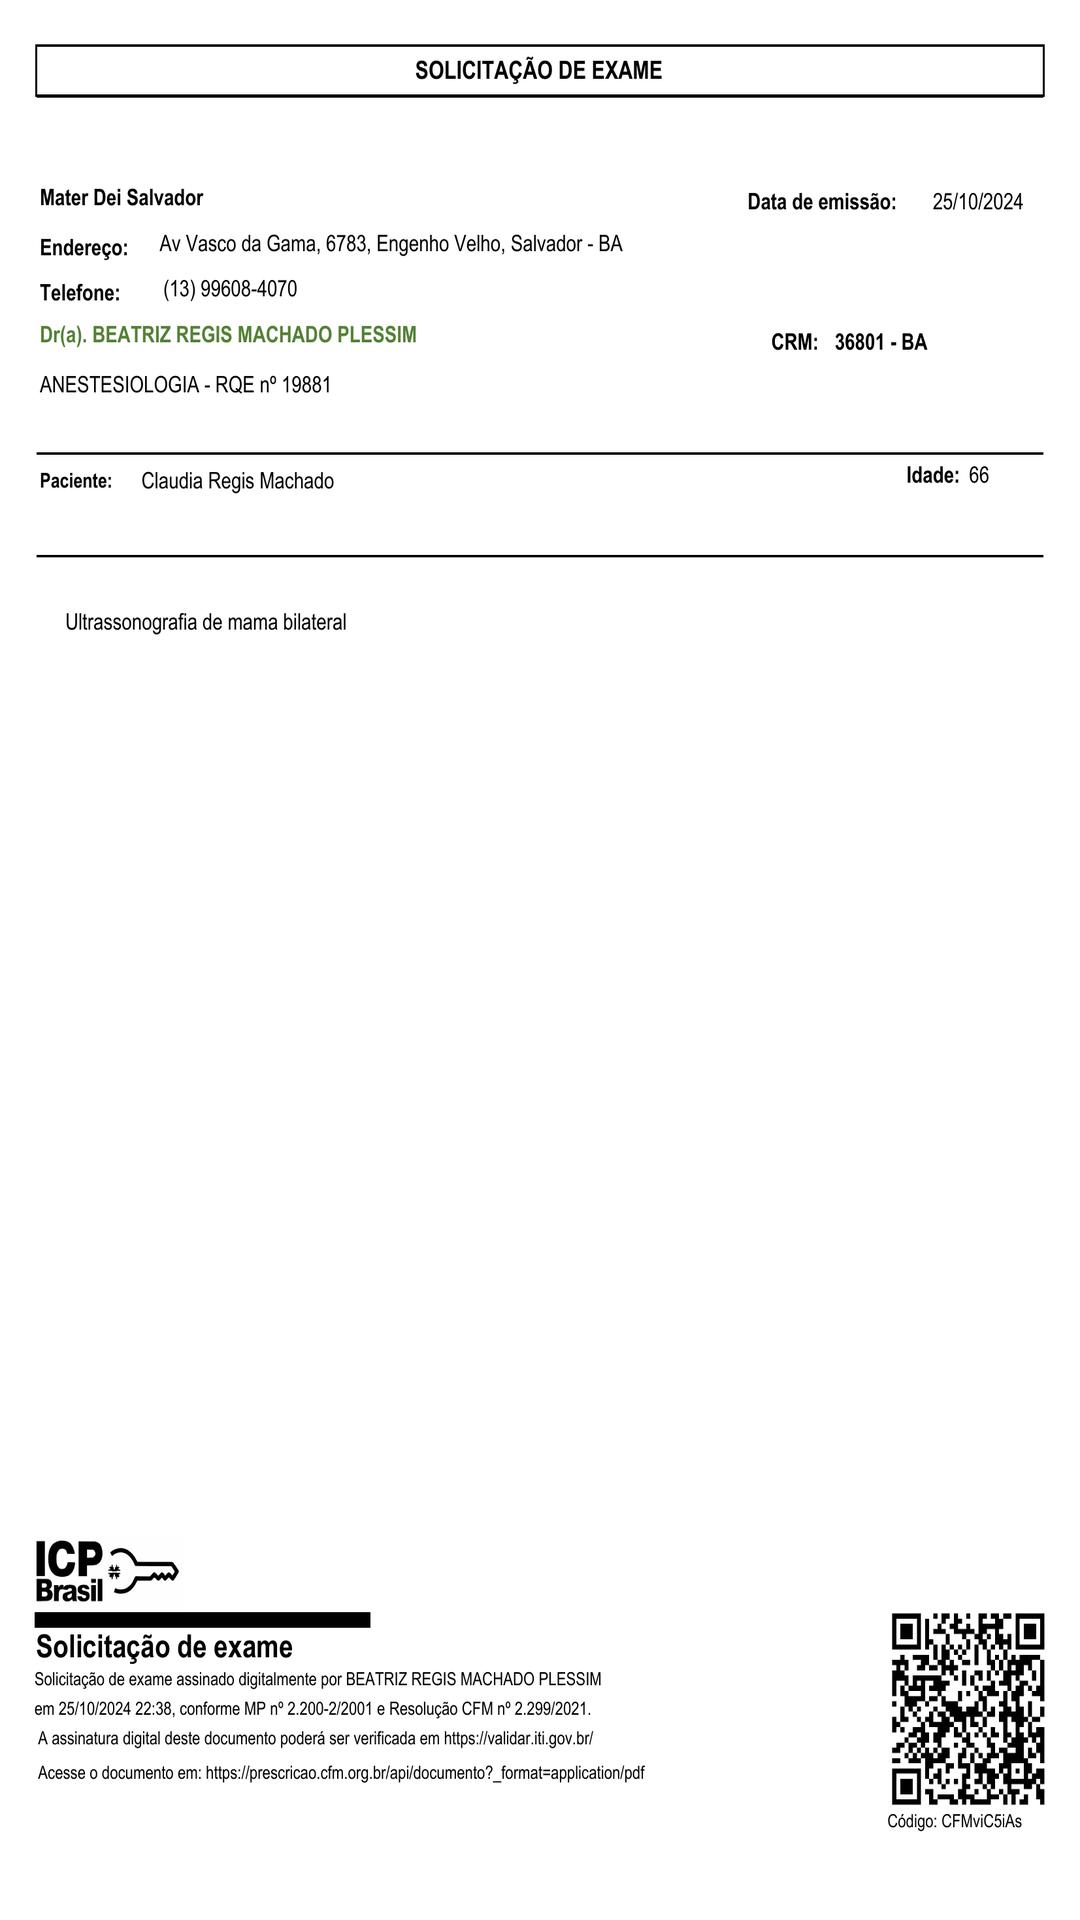 SOLICITAÇÃO DE EXAME
Mater Dei Salvador
Data de emissão: 25/10/2024
Endereço: Av Vasco da Gama, 6783, Engenho Velho, Salvador - BA
Telefone: (13) 99608-4070
Dr(a). BEATRIZ REGIS MACHADO PLESSIM
CRM: 36801 - BA
ANESTESIOLOGIA - RQE nº 19881
Paciente: Claudia Regis Machado
Idade: 66
Ultrassonografia de mama bilateral
ICP
Brasil
Solicitação de exame
Solicitação de exame assinado digitalmente por BEATRIZ REGIS MACHADO PLESSIM
em 25/10/2024 22:38, conforme MP nº 2.200-2/2001 e Resolução CFM nº 2.299/2021.
A assinatura digital deste documento poderá ser verificada em https://validar.iti.gov.br/
Acesse o documento em: https://prescricao.cfm.org.br/api/documento?_format=application/pdf
Código: CFMviC5iAs